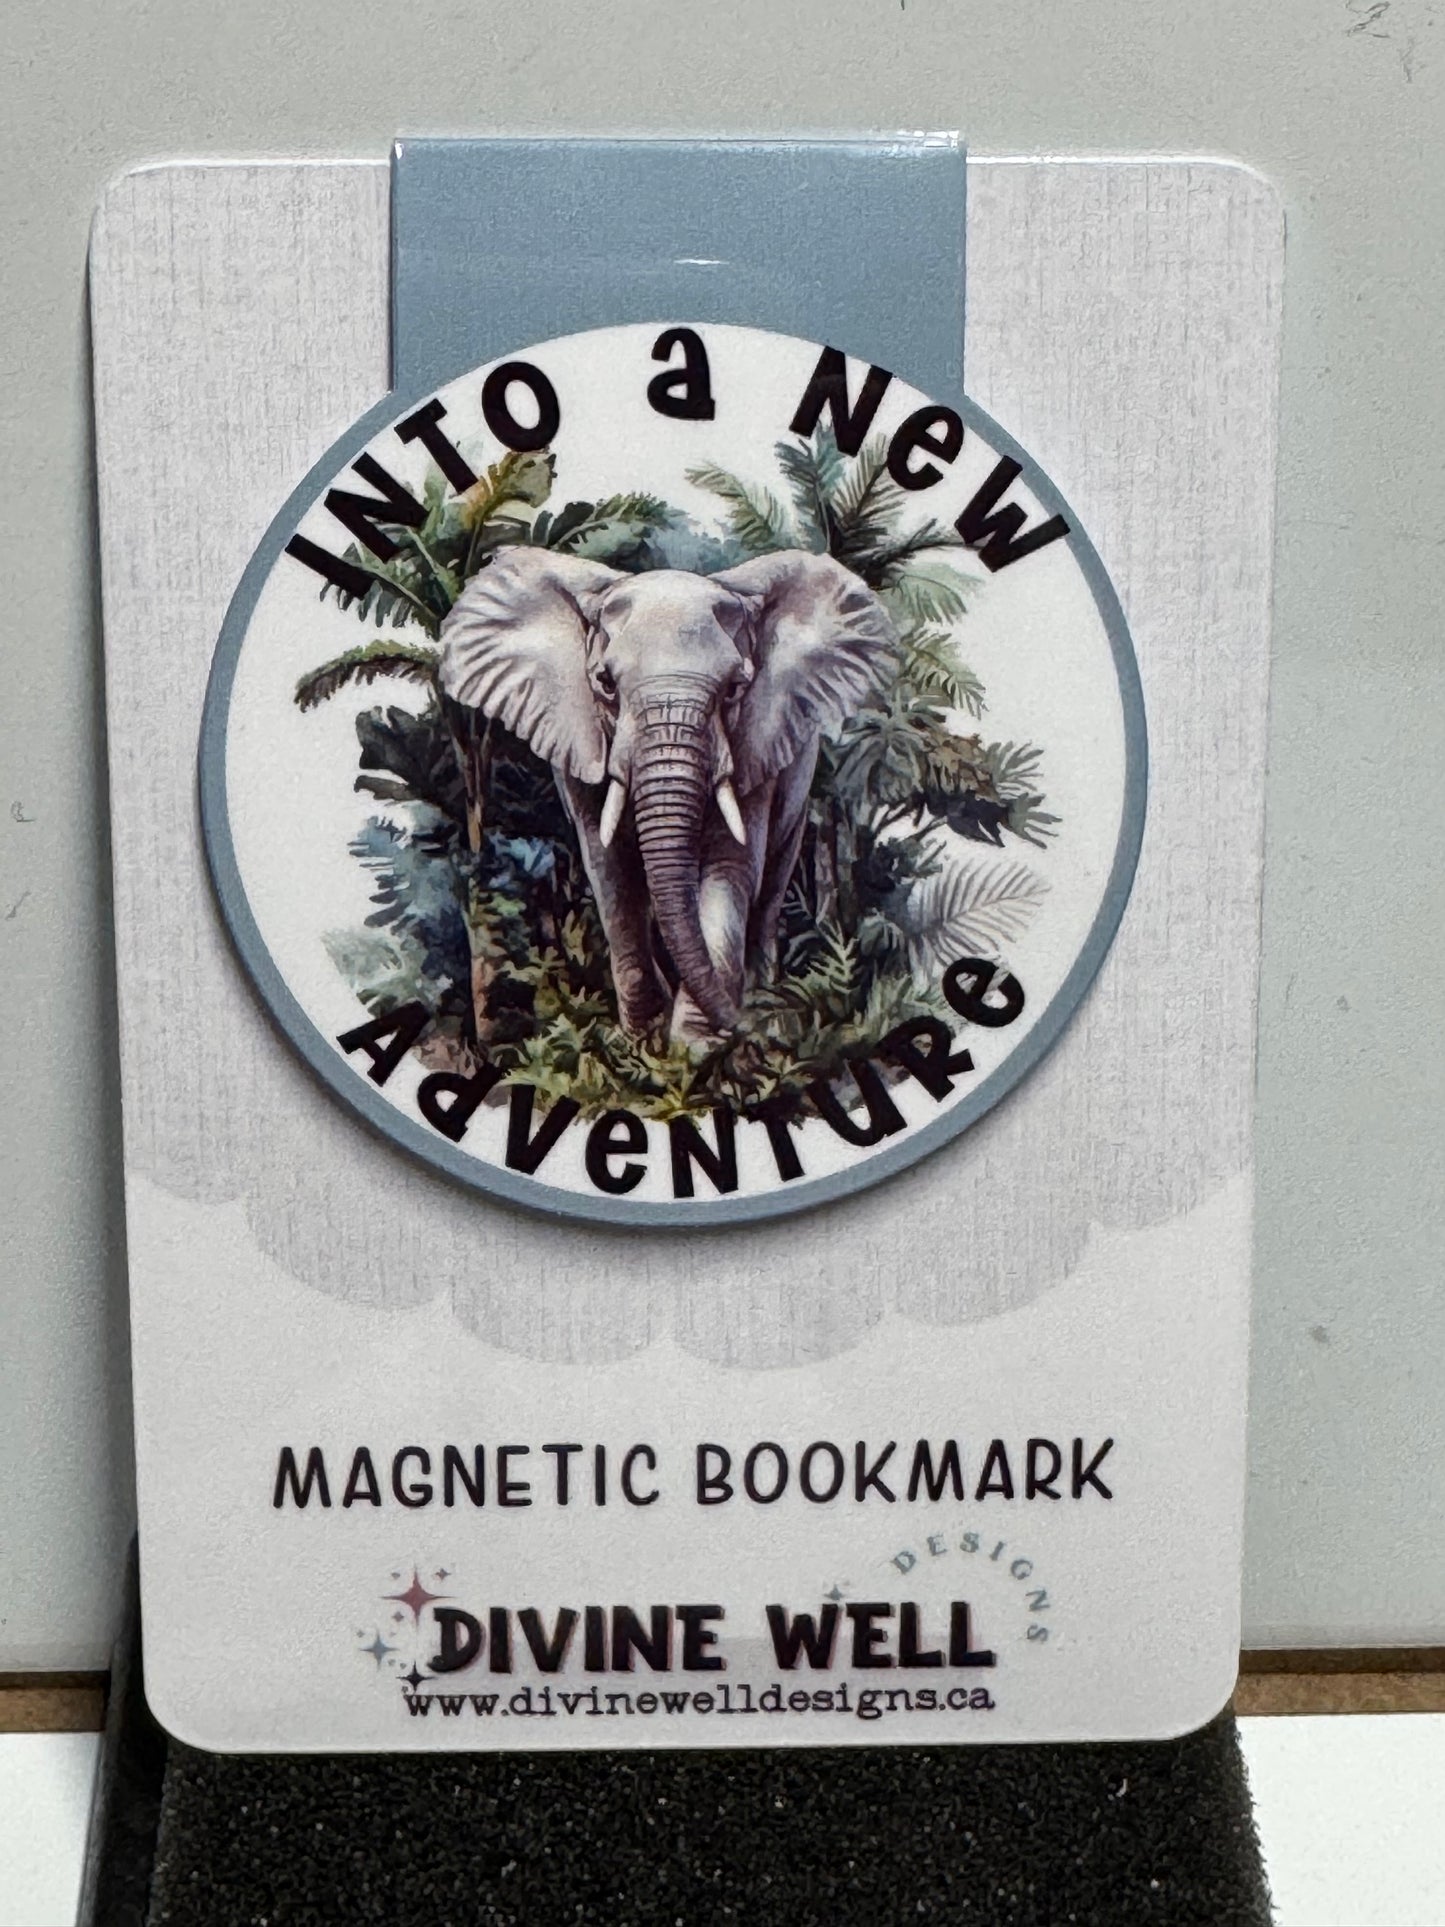 INTO a New
ADVeNTURe
MAGNETIC BOOKMARK
DESIGNS
DIVINE WELL
www.divinewelldesigns.ca